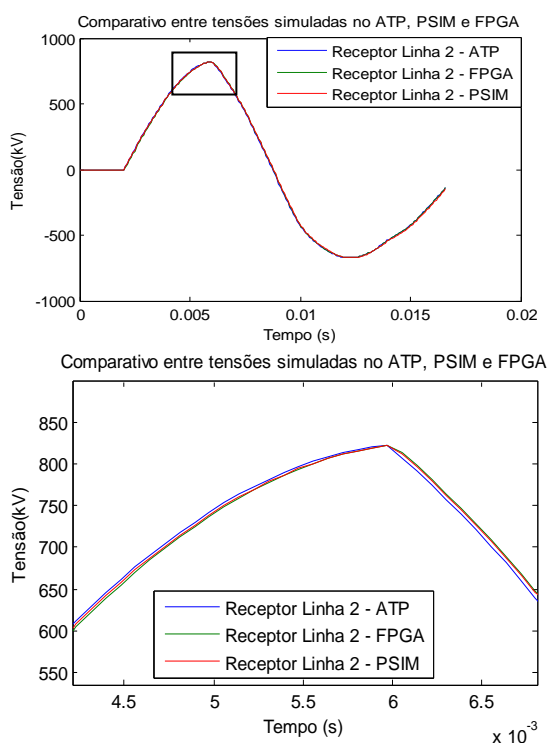 Comparativo entre tensões simuladas no ATP, PSIM e FPGA
1000
500
0
-500
-1000
Tensão(kV)
Receptor Linha 2 - ATP
Receptor Linha 2 - FPGA
Receptor Linha 2 - PSIM
0
0.005
0.01
0.015
0.02
Tempo (s)
Comparativo entre tensões simuladas no ATP, PSIM e FPGA
850
800
750
700
650
600
550
Tensão(kV)
Receptor Linha 2 - ATP
Receptor Linha 2 - FPGA
Receptor Linha 2 - PSIM
4.5
5
5.5
6
6.5
Tempo (s)
x 10⁻³